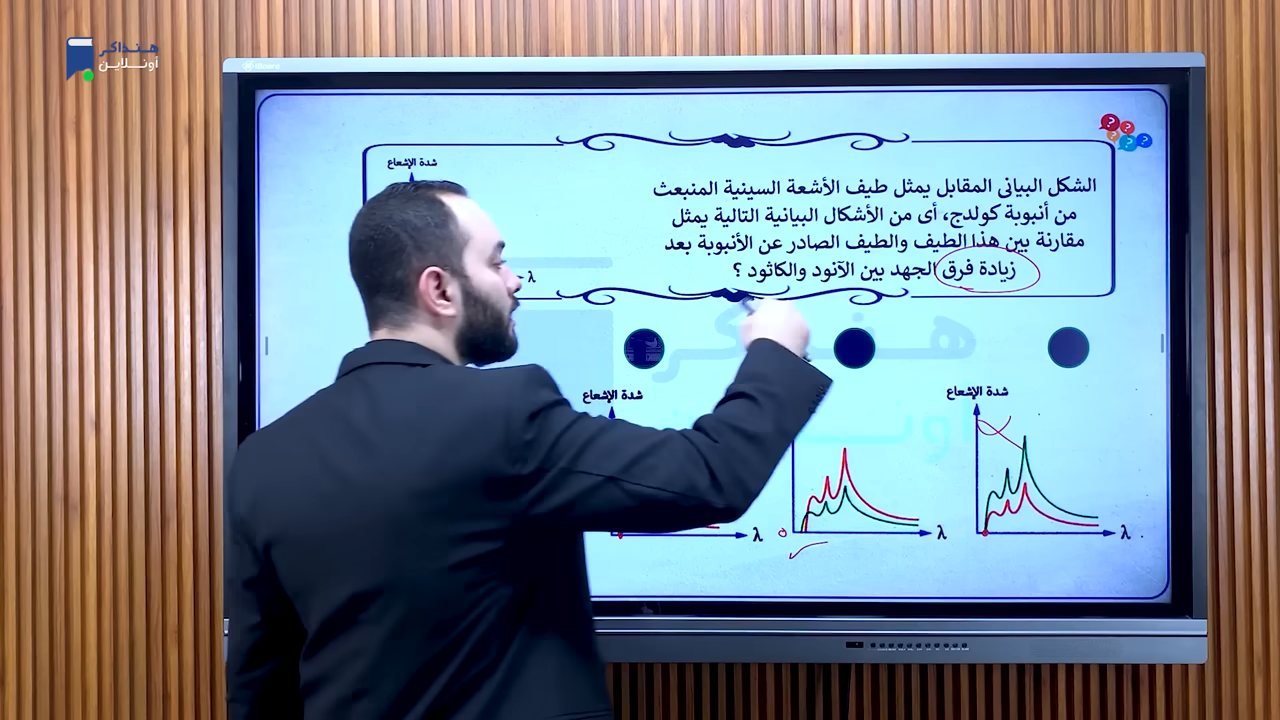 هنذاكر
أونلاين
شدة الإشعاع
الشكل البيانى المقابل يمثل طيف الأشعة السينية المنبعث
من أنبوبة كولدج، أى من الأشكال البيانية التالية يمثل
مقارنة بين هذا الطيف والطيف الصادر عن الأنبوبة بعد
زيادة فرق الجهد بين الآنود والكاثود ؟
λ
شدة الإشعاع
شدة الإشعاع
λ
λ
λ